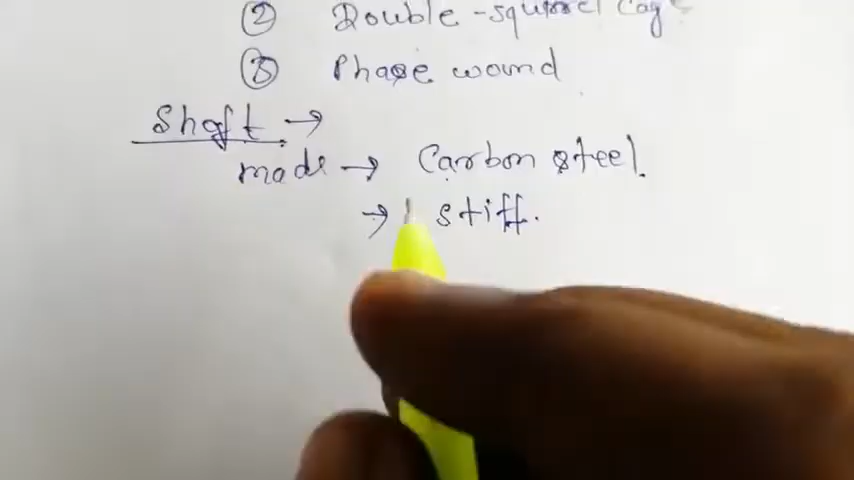 ② Double-squirrel Cage
③ Phase wound
Shaft →
made → Carbon steel.
→ stiff.